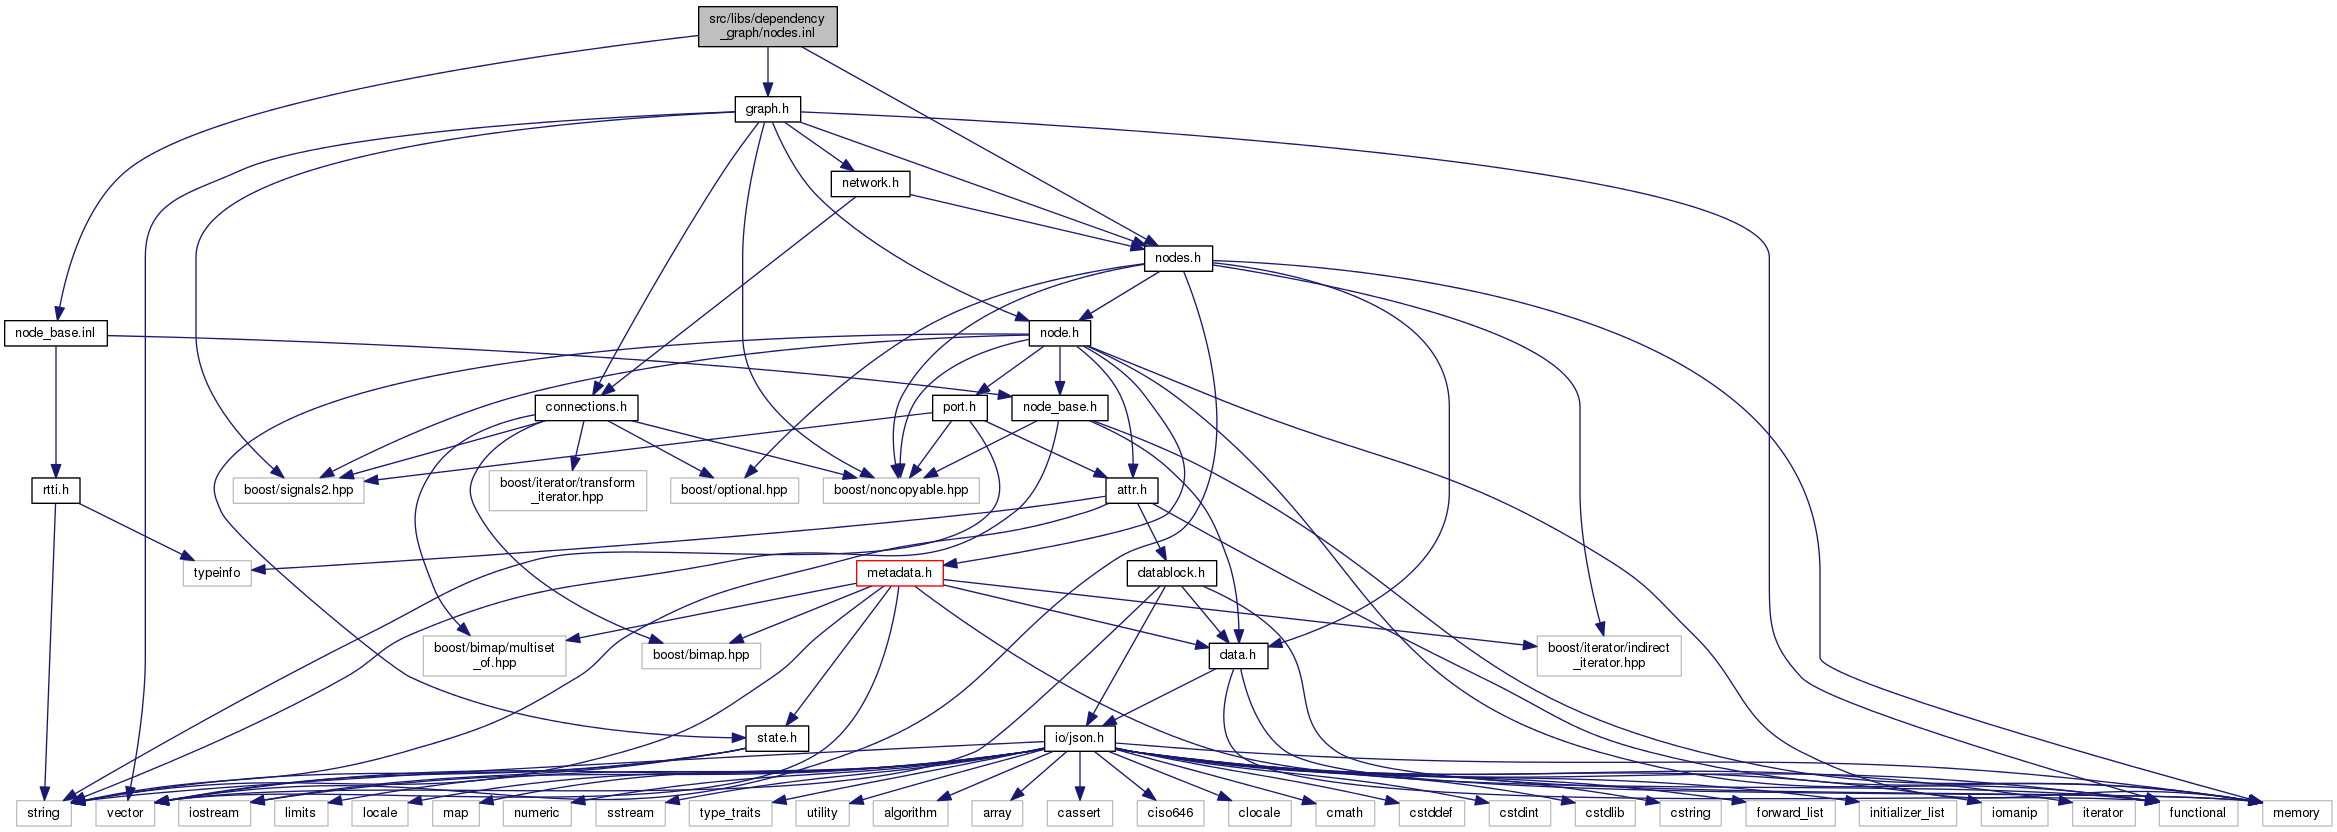 src/libs/dependency
_graph/nodes.inl
graph.h
network.h
nodes.h
node_base.inl
node.h
connections.h
port.h
node_base.h
rtti.h
boost/signals2.hpp
boost/iterator/transform
_iterator.hpp
boost/optional.hpp
boost/noncopyable.hpp
attr.h
typeinfo
metadata.h
datablock.h
boost/bimap/multiset
_of.hpp
boost/bimap.hpp
data.h
boost/iterator/indirect
_iterator.hpp
state.h
io/json.h
string
vector
iostream
limits
locale
map
numeric
sstream
type_traits
utility
algorithm
array
cassert
ciso646
clocale
cmath
cstddef
cstdint
cstdlib
cstring
forward_list
initializer_list
iomanip
iterator
functional
memory